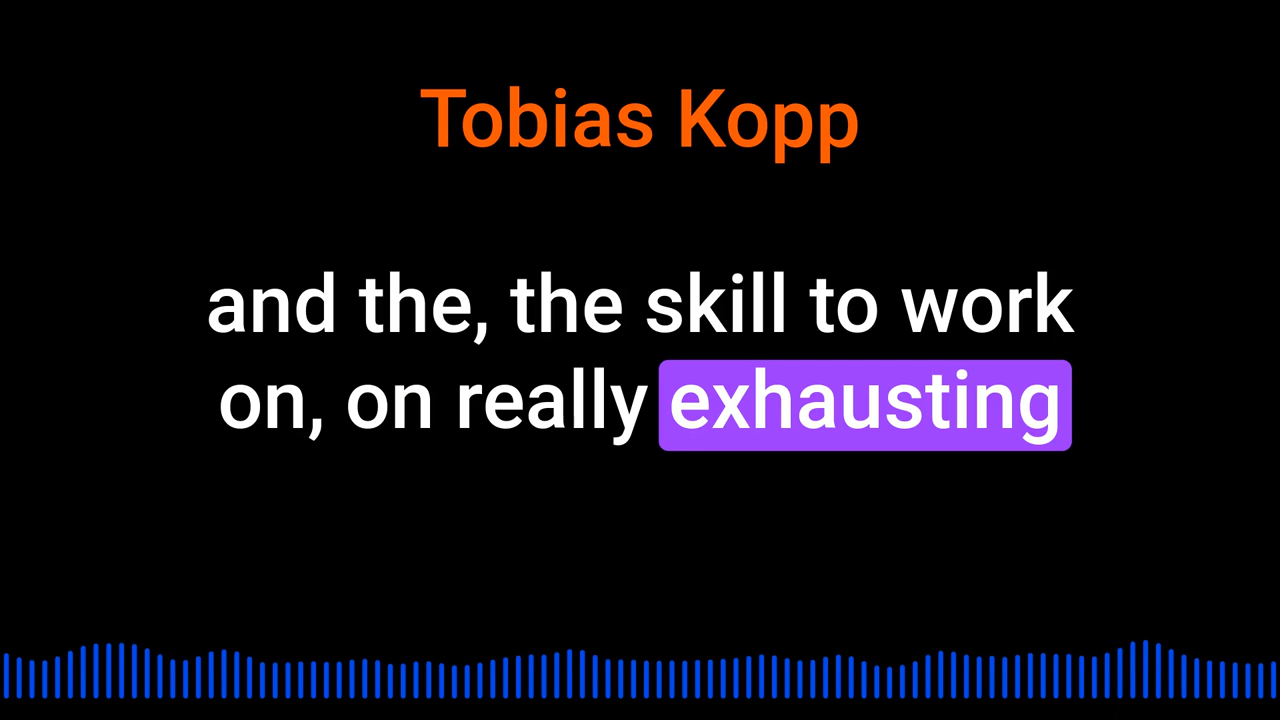 Tobias Kopp
and the, the skill to work
on, on really exhausting